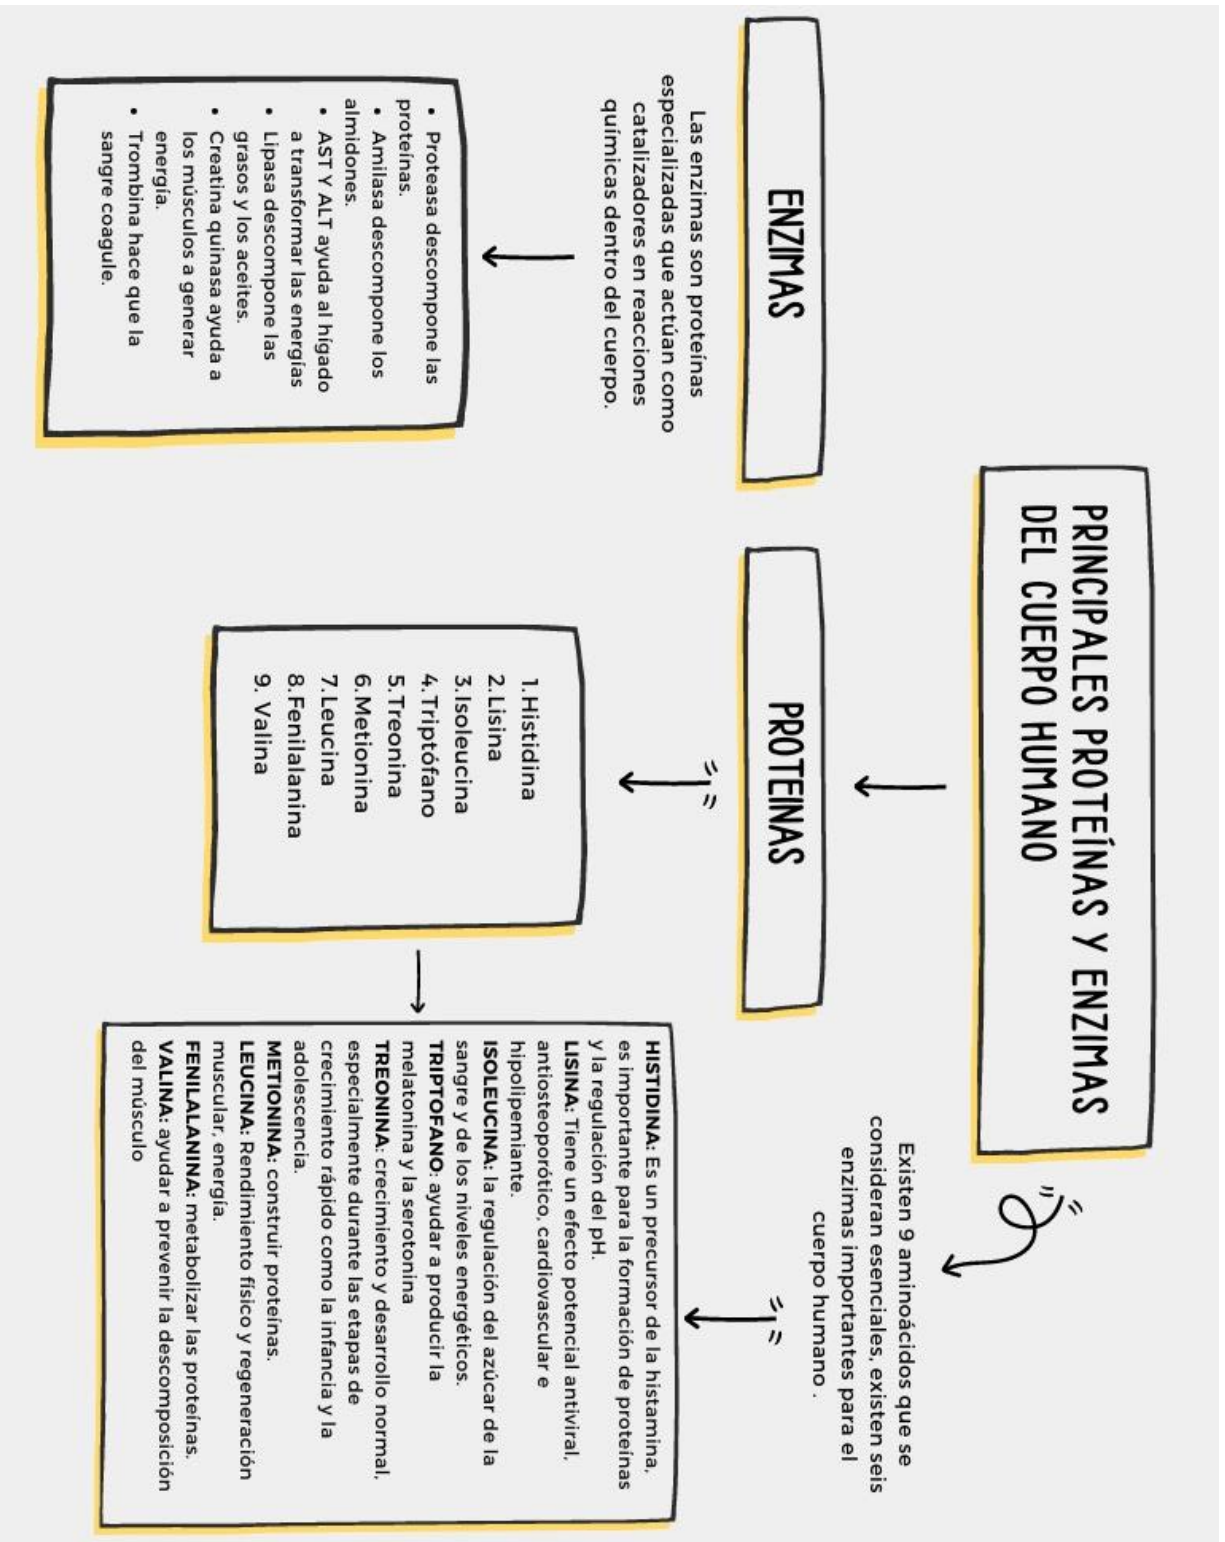 PRINCIPALES PROTEÍNAS Y ENZIMAS
DEL CUERPO HUMANO
Existen 9 aminoácidos que se
consideran esenciales, existen seis
enzimas importantes para el
cuerpo humano .
ENZIMAS
Las enzimas son proteínas
especializadas que actúan como
catalizadores en reacciones
químicas dentro del cuerpo.
• Proteasa descompone las
proteínas.
• Amilasa descompone los
almidones.
• AST Y ALT ayuda al hígado
a transformar las energías
• Lipasa descompone las
grasos y los aceites.
• Creatina quinasa ayuda a
los músculos a generar
energía.
• Trombina hace que la
sangre coagule.
PROTEINAS
1.Histidina
2.Lisina
3.Isoleucina
4.Triptófano
5.Treonina
6.Metionina
7.Leucina
8.Fenilalanina
9. Valina
HISTIDINA: Es un precursor de la histamina,
es importante para la formación de proteínas
y la regulación del pH.
LISINA: Tiene un efecto potencial antiviral,
antiosteoporótico, cardiovascular e
hipolipemiante.
ISOLEUCINA: la regulación del azúcar de la
sangre y de los niveles energéticos.
TRIPTOFANO: ayudar a producir la
melatonina y la serotonina
TREONINA: crecimiento y desarrollo normal,
especialmente durante las etapas de
crecimiento rápido como la infancia y la
adolescencia.
METIONINA: construir proteínas.
LEUCINA: Rendimiento físico y regeneración
muscular, energía.
FENILALANINA: metabolizar las proteínas.
VALINA: ayudar a prevenir la descomposición
del músculo